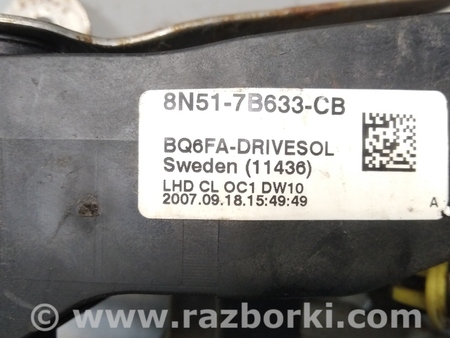 8N51-7B633-CB
BQ6FA-DRIVESOL
Sweden (11436)
LHD CL OC1 DW10
2007.09.18.15:49:49
A
www.razborki.com